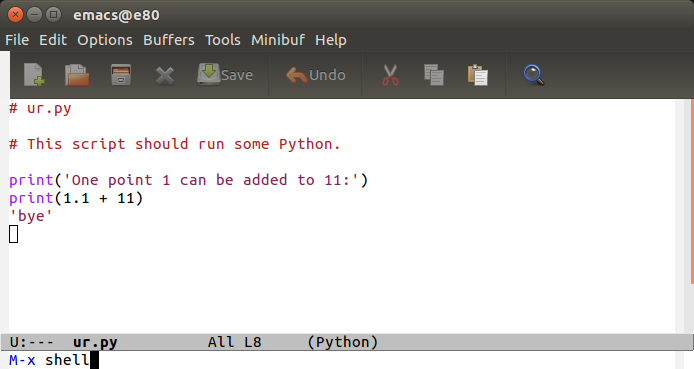 emacs@e80
File Edit Options Buffers Tools Minibuf Help
Save Undo
# ur.py
# This script should run some Python.
print('One point 1 can be added to 11:')
print(1.1 + 11)
'bye'
U:--- ur.py All L8 (Python)
M-x shell